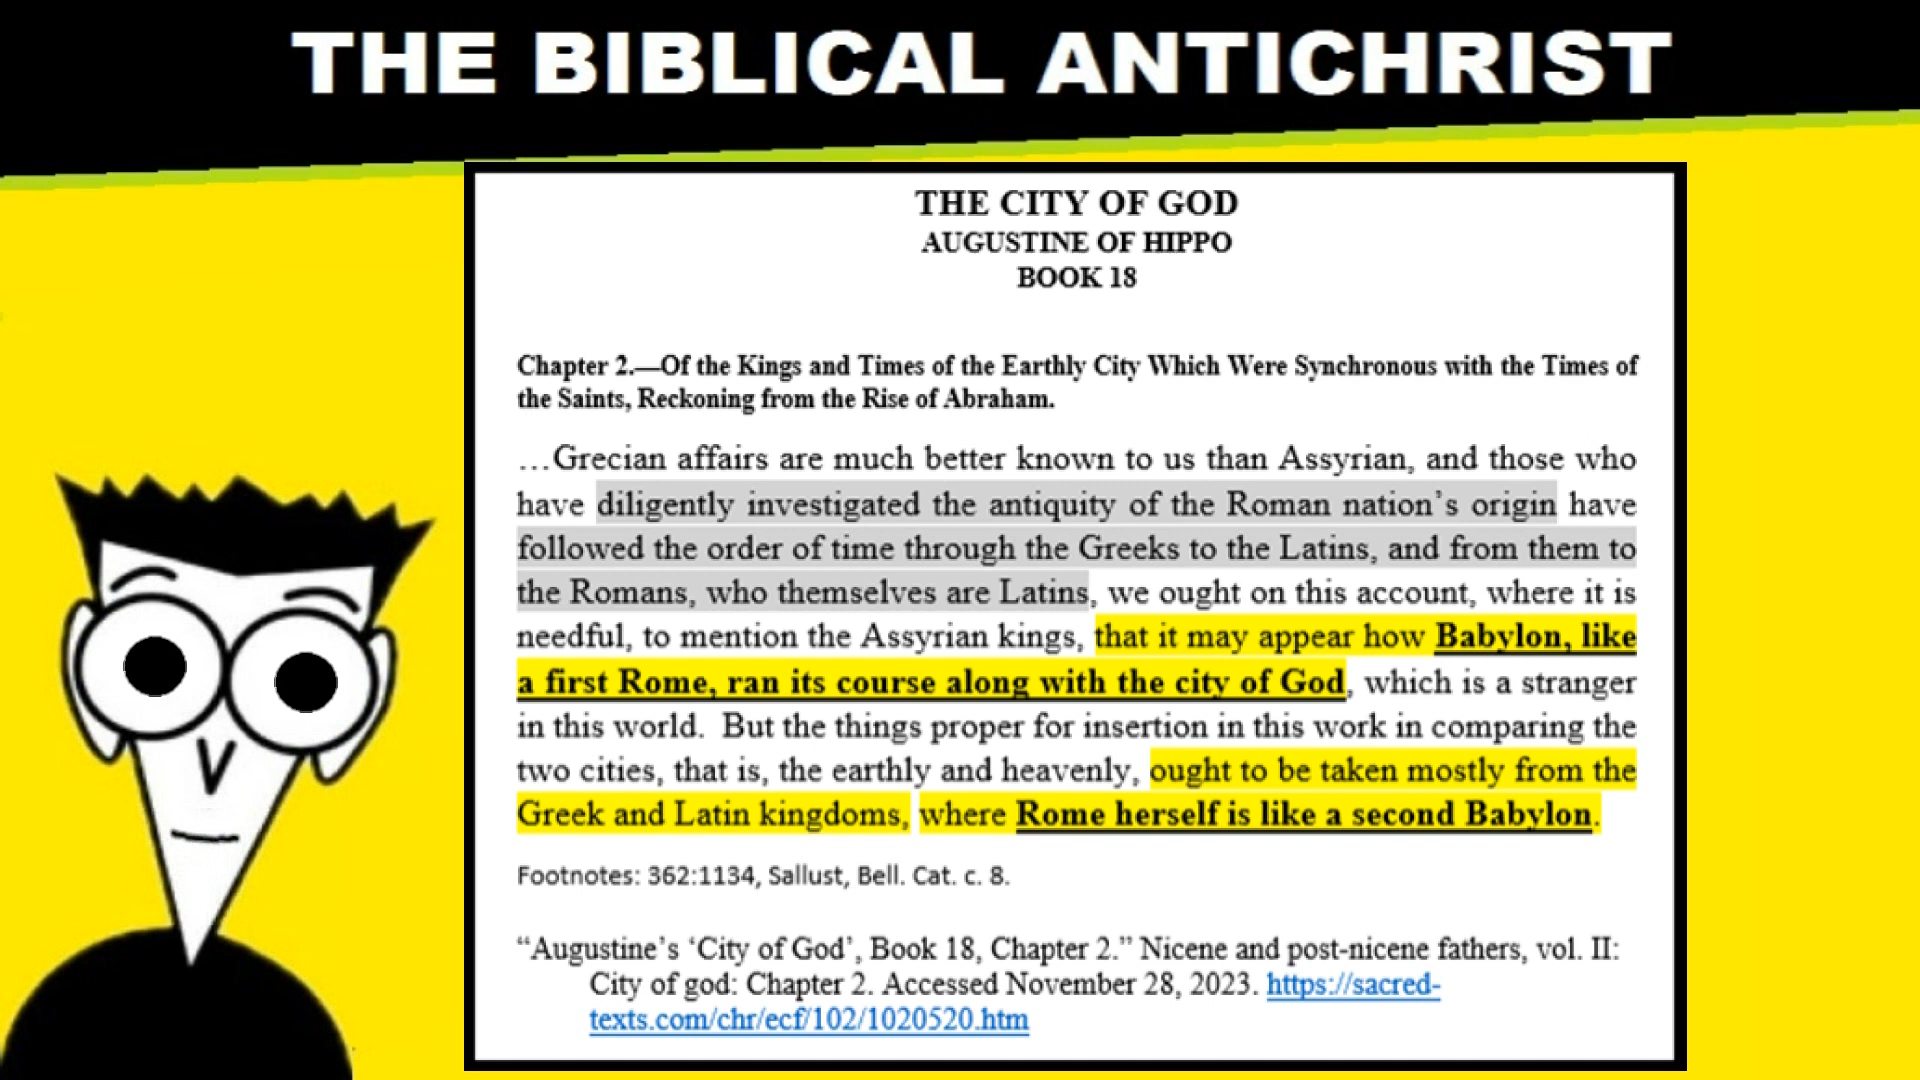 THE BIBLICAL ANTICHRIST
THE CITY OF GOD
AUGUSTINE OF HIPPO
BOOK 18
Chapter 2.—Of the Kings and Times of the Earthly City Which Were Synchronous with the Times of
the Saints, Reckoning from the Rise of Abraham.
…Grecian affairs are much better known to us than Assyrian, and those who
have diligently investigated the antiquity of the Roman nation’s origin have
followed the order of time through the Greeks to the Latins, and from them to
the Romans, who themselves are Latins, we ought on this account, where it is
needful, to mention the Assyrian kings, that it may appear how Babylon, like
a first Rome, ran its course along with the city of God, which is a stranger
in this world.  But the things proper for insertion in this work in comparing the
two cities, that is, the earthly and heavenly, ought to be taken mostly from the
Greek and Latin kingdoms, where Rome herself is like a second Babylon.
Footnotes: 362:1134, Sallust, Bell. Cat. c. 8.
“Augustine’s ‘City of God’, Book 18, Chapter 2.” Nicene and post-nicene fathers, vol. II:
City of god: Chapter 2. Accessed November 28, 2023. https://sacred-
texts.com/chr/ecf/102/1020520.htm